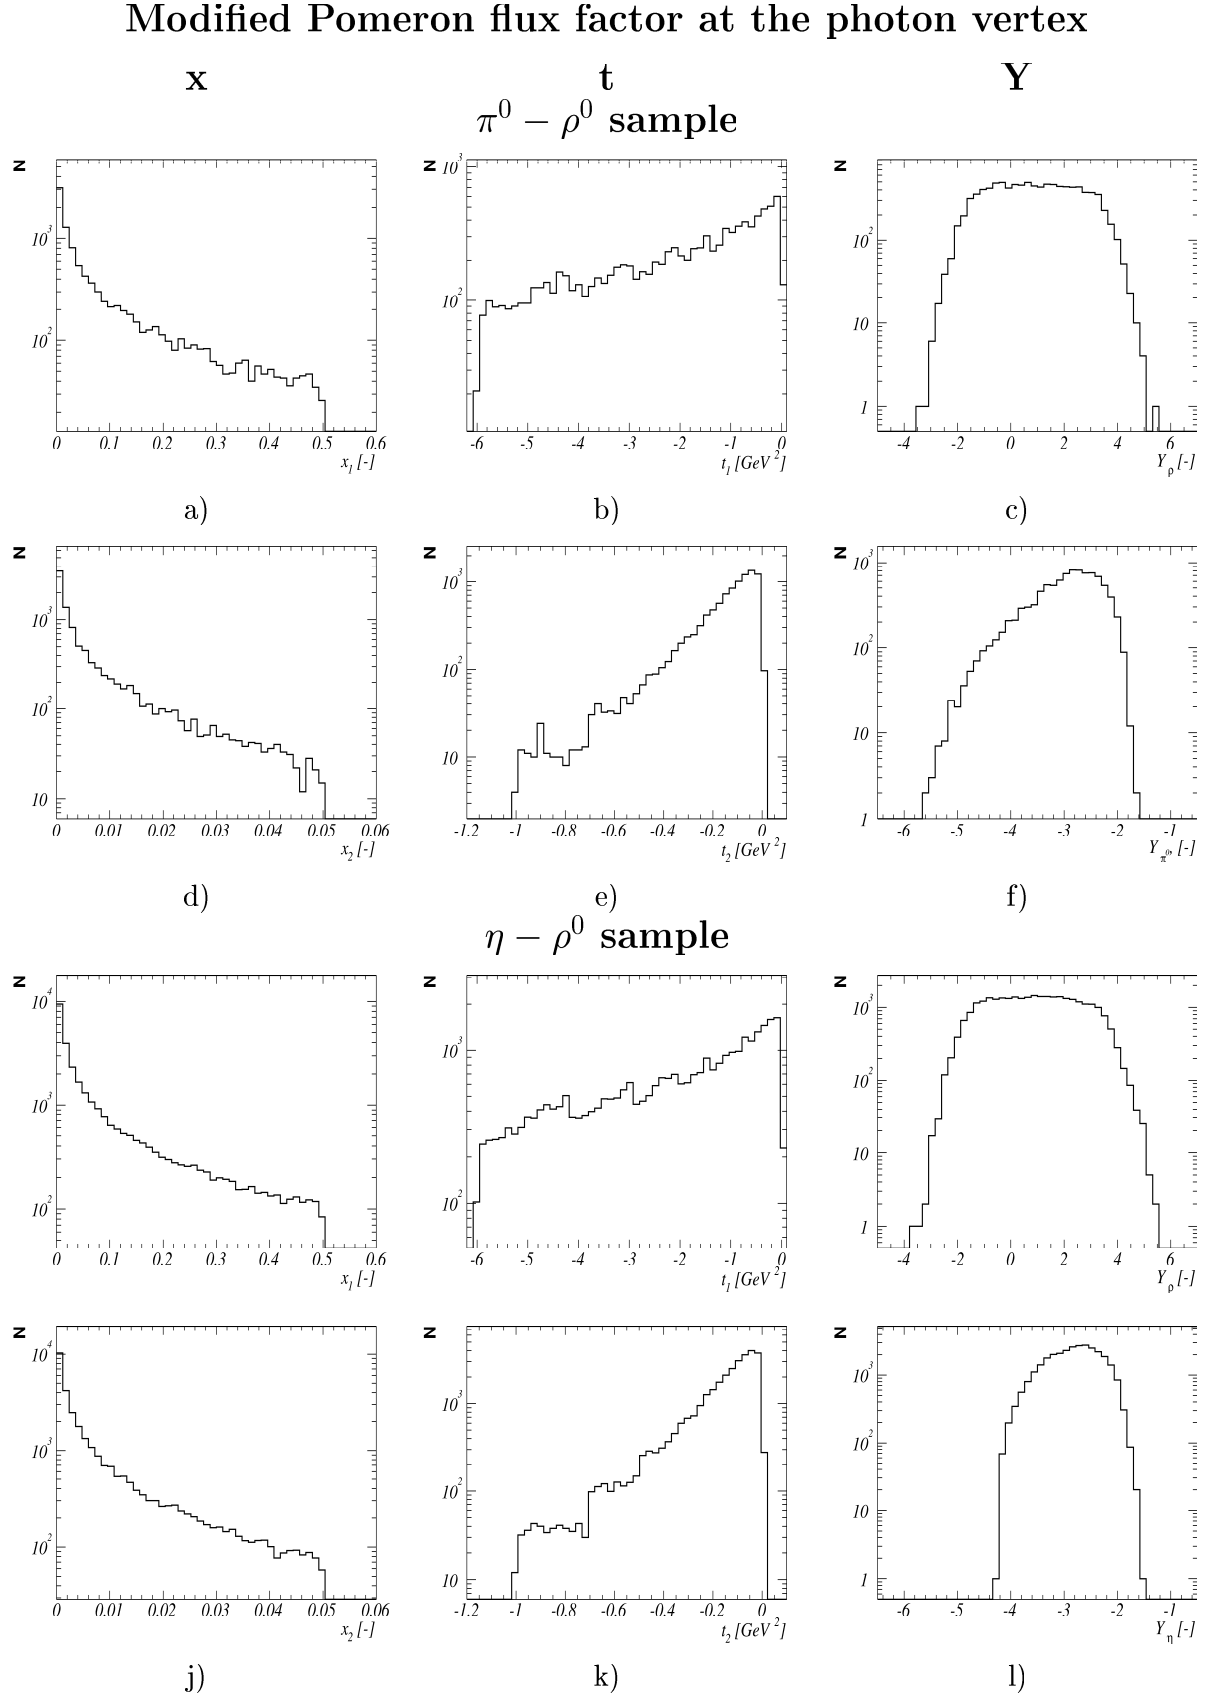 Modified Pomeron flux factor at the photon vertex
x t Y
π⁰ − ρ⁰ sample
N N N
10³ 10²
0 0.1 0.2 0.3 0.4 0.5 0.6
x₁ [-]
10³ 10²
-6 -5 -4 -3 -2 -1 0
t₁ [GeV²]
10² 10 1
-4 -2 0 2 4 6
Y_ρ [-]
a) b) c)
N N N
10³ 10² 10
0 0.01 0.02 0.03 0.04 0.05 0.06
x₂ [-]
10³ 10² 10
-1.2 -1 -0.8 -0.6 -0.4 -0.2 0
t₂ [GeV²]
10³ 10² 10 1
-6 -5 -4 -3 -2 -1
Y_π⁰, [-]
d) e) f)
η − ρ⁰ sample
N N N
10⁴ 10³ 10²
0 0.1 0.2 0.3 0.4 0.5 0.6
x₁ [-]
10³ 10²
-6 -5 -4 -3 -2 -1 0
t₁ [GeV²]
10³ 10² 10 1
-4 -2 0 2 4 6
Y_ρ [-]
N N N
10⁴ 10³ 10²
0 0.01 0.02 0.03 0.04 0.05 0.06
x₂ [-]
10³ 10² 10
-1.2 -1 -0.8 -0.6 -0.4 -0.2 0
t₂ [GeV²]
10³ 10² 10 1
-6 -5 -4 -3 -2 -1
Y_η [-]
j) k) l)